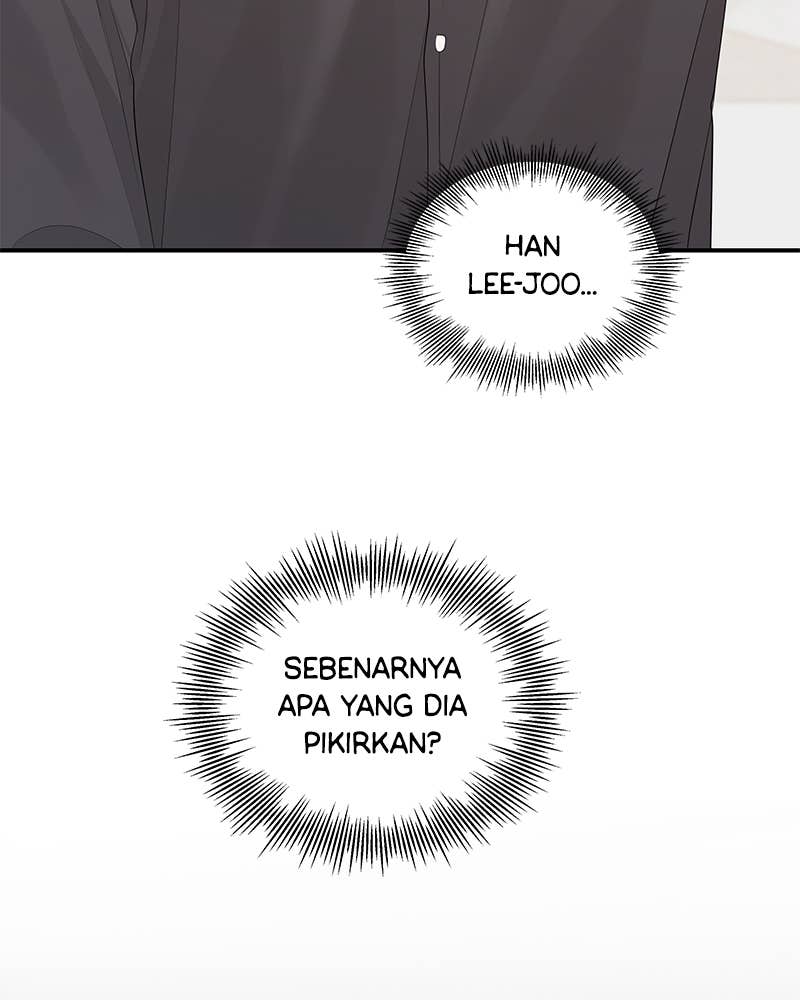 HAN
LEE-JOO...
SEBENARNYA
APA YANG DIA
PIKIRKAN?